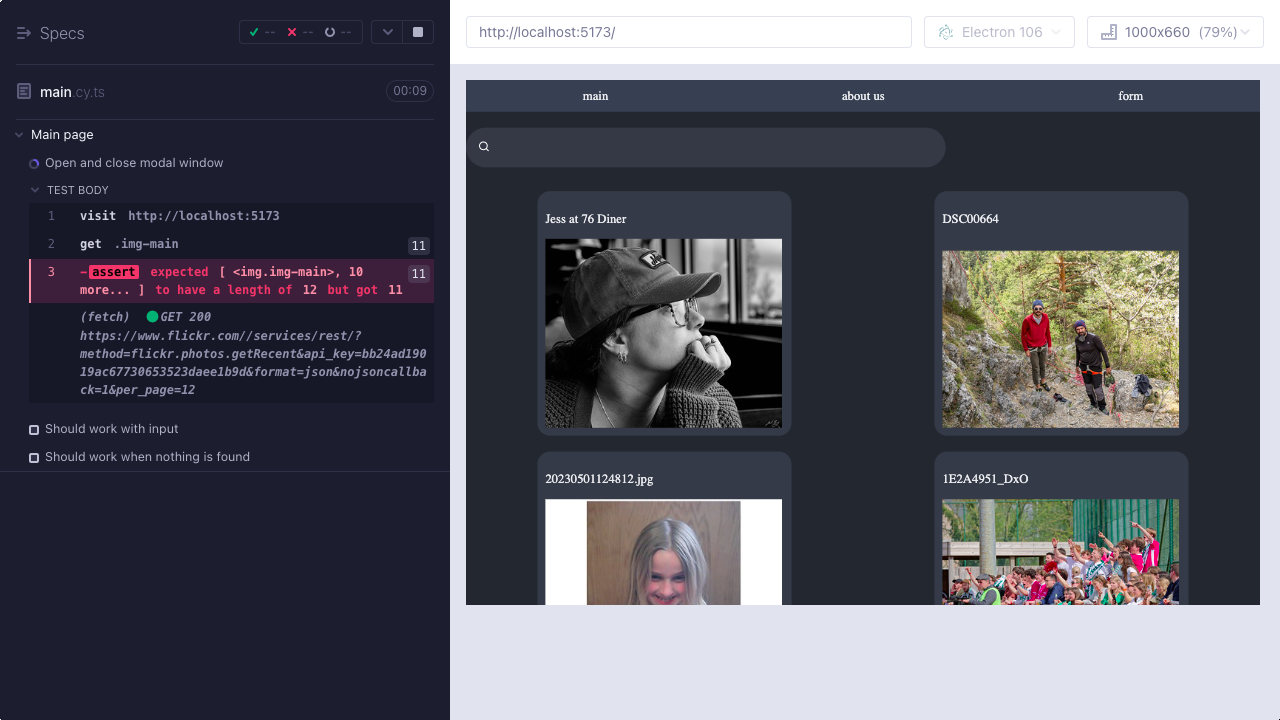 Specs
-- -- --
main.cy.ts
00:09
Main page
Open and close modal window
TEST BODY
1 visit http://localhost:5173
2 get .img-main 11
3 -assert expected [ <img.img-main>, 10 11
more... ] to have a length of 12 but got 11
(fetch) GET 200
https://www.flickr.com//services/rest/?
method=flickr.photos.getRecent&api_key=bb24ad190
19ac67730653523daee1b9d&format=json&nojsoncallba
ck=1&per_page=12
Should work with input
Should work when nothing is found
http://localhost:5173/
Electron 106
1000x660 (79%)
main about us form
Jess at 76 Diner
DSC00664
20230501124812.jpg
1E2A4951_DxO